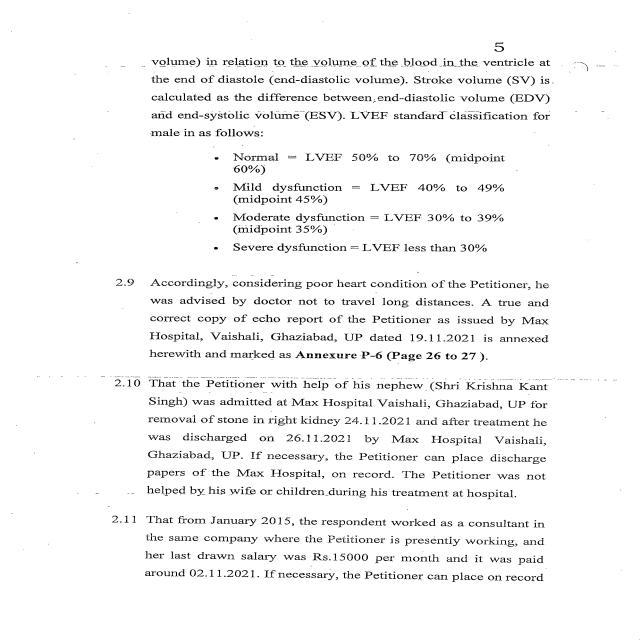 5
volume) in relation to the volume of the blood in the ventricle at
the end of diastole (end-diastolic volume). Stroke volume (SV) is
calculated as the difference between end-diastolic volume (EDV)
and end-systolic volume (ESV). LVEF standard classification for
male in as follows:
• Normal = LVEF 50% to 70% (midpoint
60%)
• Mild dysfunction = LVEF 40% to 49%
(midpoint 45%)
• Moderate dysfunction = LVEF 30% to 39%
(midpoint 35%)
• Severe dysfunction = LVEF less than 30%
2.9 Accordingly, considering poor heart condition of the Petitioner, he
was advised by doctor not to travel long distances. A true and
correct copy of echo report of the Petitioner as issued by Max
Hospital, Vaishali, Ghaziabad, UP dated 19.11.2021 is annexed
herewith and marked as Annexure P-6 (Page 26 to 27 ).
2.10 That the Petitioner with help of his nephew (Shri Krishna Kant
Singh) was admitted at Max Hospital Vaishali, Ghaziabad, UP for
removal of stone in right kidney 24.11.2021 and after treatment he
was discharged on 26.11.2021 by Max Hospital Vaishali,
Ghaziabad, UP. If necessary, the Petitioner can place discharge
papers of the Max Hospital, on record. The Petitioner was not
helped by his wife or children during his treatment at hospital.
2.11 That from January 2015, the respondent worked as a consultant in
the same company where the Petitioner is presently working, and
her last drawn salary was Rs.15000 per month and it was paid
around 02.11.2021. If necessary, the Petitioner can place on record